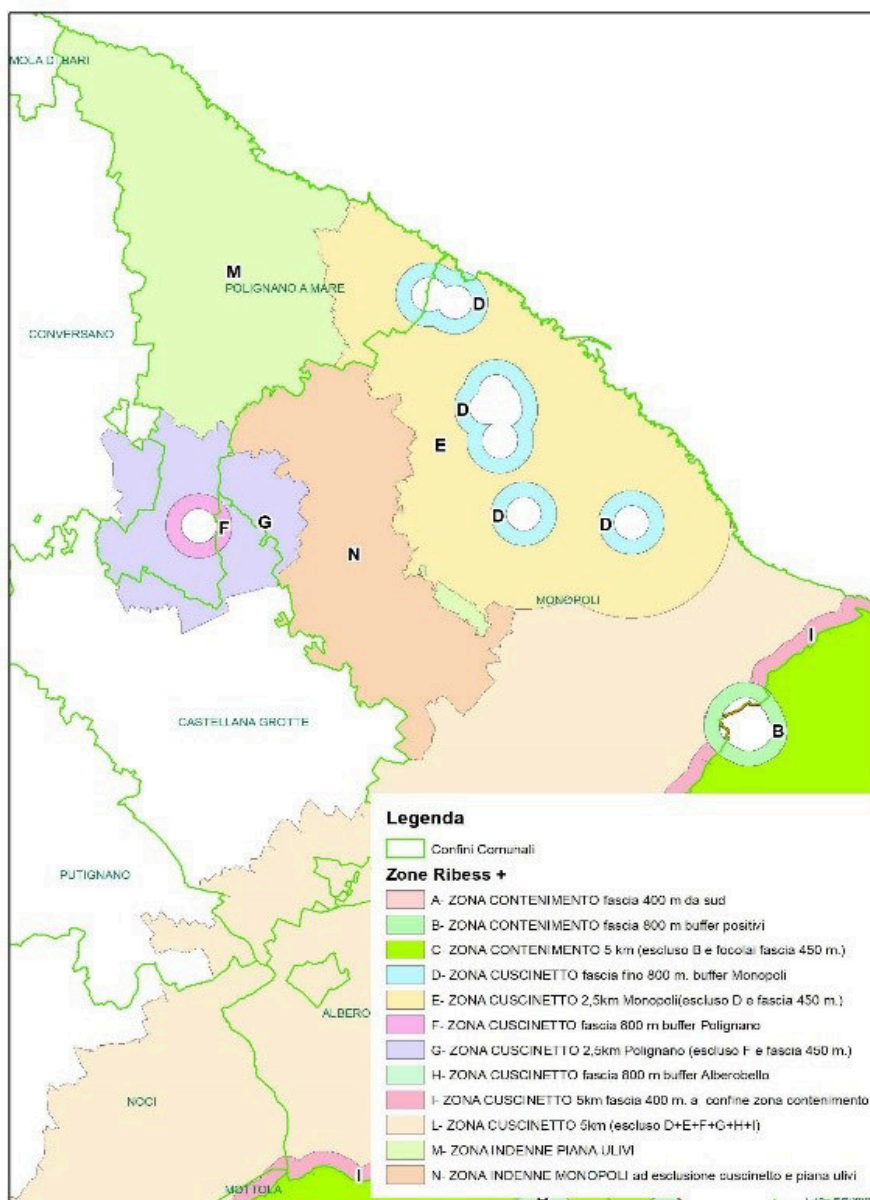 MOLA DI BARI
M
POLIGNANO A MARE
D
CONVERSANO
D
E
F
G
D
D
N
MONOPOLI
I
CASTELLANA GROTTE
B
PUTIGNANO
ALBERO
NOCI
MOTTOLA
I
Legenda
Confini Comunali
Zone Ribess +
A- ZONA CONTENIMENTO fascia 400 m da sud
B- ZONA CONTENIMENTO fascia 800 m buffer positivi
C- ZONA CONTENIMENTO 5 km (escluso B e focolai fascia 450 m.)
D- ZONA CUSCINETTO fascia fino 800 m. buffer Monopoli
E- ZONA CUSCINETTO 2,5km Monopoli(escluso D e fascia 450 m.)
F- ZONA CUSCINETTO fascia 800 m buffer Polignano
G- ZONA CUSCINETTO 2,5km Polignano (escluso F e fascia 450 m.)
H- ZONA CUSCINETTO fascia 800 m buffer Alberobello
I- ZONA CUSCINETTO 5km fascia 400 m. a confine zona contenimento
L- ZONA CUSCINETTO 5km (escluso D+E+F+G+H+I)
M- ZONA INDENNE PIANA ULIVI
N- ZONA INDENNE MONOPOLI ad esclusione cuscinetto e piana ulivi